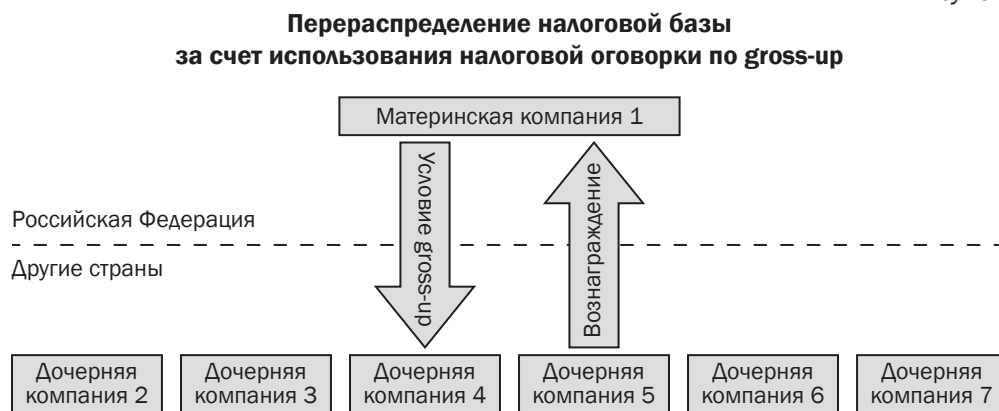 Перераспределение налоговой базы
за счет использования налоговой оговорки по gross-up
Материнская компания 1
Условие gross-up
Вознаграждение
Российская Федерация
Другие страны
Дочерняя
компания 2
Дочерняя
компания 3
Дочерняя
компания 4
Дочерняя
компания 5
Дочерняя
компания 6
Дочерняя
компания 7